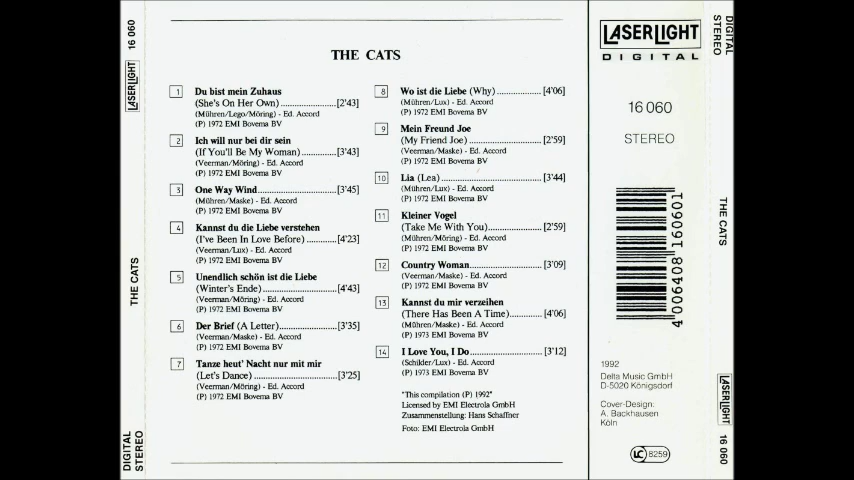 16 060
LASERLIGHT
THE CATS
DIGITAL
STEREO
THE CATS
1 Du bist mein Zuhaus
(She's On Her Own) ........................ [2'43]
(Mühren/Lego/Möring) - Ed. Accord
(P) 1972 EMI Bovema BV
2 Ich will nur bei dir sein
(If You'll Be My Woman) ............... [3'43]
(Veerman/Möring) - Ed. Accord
(P) 1972 EMI Bovema BV
3 One Way Wind ................................... [3'45]
(Mühren/Maske) - Ed. Accord
(P) 1972 EMI Bovema BV
4 Kannst du die Liebe verstehen
(I've Been In Love Before) ............. [4'23]
(Veerman/Lux) - Ed. Accord
(P) 1972 EMI Bovema BV
5 Unendlich schön ist die Liebe
(Winter's Ende) ................................ [4'43]
(Veerman/Möring) - Ed. Accord
(P) 1972 EMI Bovema BV
6 Der Brief (A Letter) ......................... [3'35]
(Veerman/Maske) - Ed. Accord
(P) 1972 EMI Bovema BV
7 Tanze heut' Nacht nur mit mir
(Let's Dance) .................................... [3'25]
(Veerman/Möring) - Ed. Accord
(P) 1972 EMI Bovema BV
8 Wo ist die Liebe (Why) ................... [4'06]
(Mühren/Lux) - Ed. Accord
(P) 1972 EMI Bovema BV
9 Mein Freund Joe
(My Friend Joe) ................................ [2'59]
(Veerman/Maske) - Ed. Accord
(P) 1972 EMI Bovema BV
10 Lia (Lea) ............................................ [3'44]
(Mühren/Lux) - Ed. Accord
(P) 1972 EMI Bovema BV
11 Kleiner Vogel
(Take Me With You) ........................ [2'59]
(Mühren/Möring) - Ed. Accord
(P) 1972 EMI Bovema BV
12 Country Woman ............................... [3'09]
(Veerman/Maske) - Ed. Accord
(P) 1972 EMI Bovema BV
13 Kannst du mir verzeihen
(There Has Been A Time) .............. [4'06]
(Mühren/Maske) - Ed. Accord
(P) 1973 EMI Bovema BV
14 I Love You, I Do ............................... [3'12]
(Schilder/Lux) - Ed. Accord
(P) 1973 EMI Bovema BV
"This compilation (P) 1992"
Licensed by EMI Electrola GmbH
Zusammenstellung: Hans Schaffner
Foto: EMI Electrola GmbH
LASERLIGHT
DIGITAL
16 060
STEREO
4 006408 160601
1992
Delta Music GmbH
D-5020 Königsdorf
Cover-Design:
A. Backhausen
Köln
LC 8259
DIGITAL
STEREO
THE CATS
LASERLIGHT
16 060